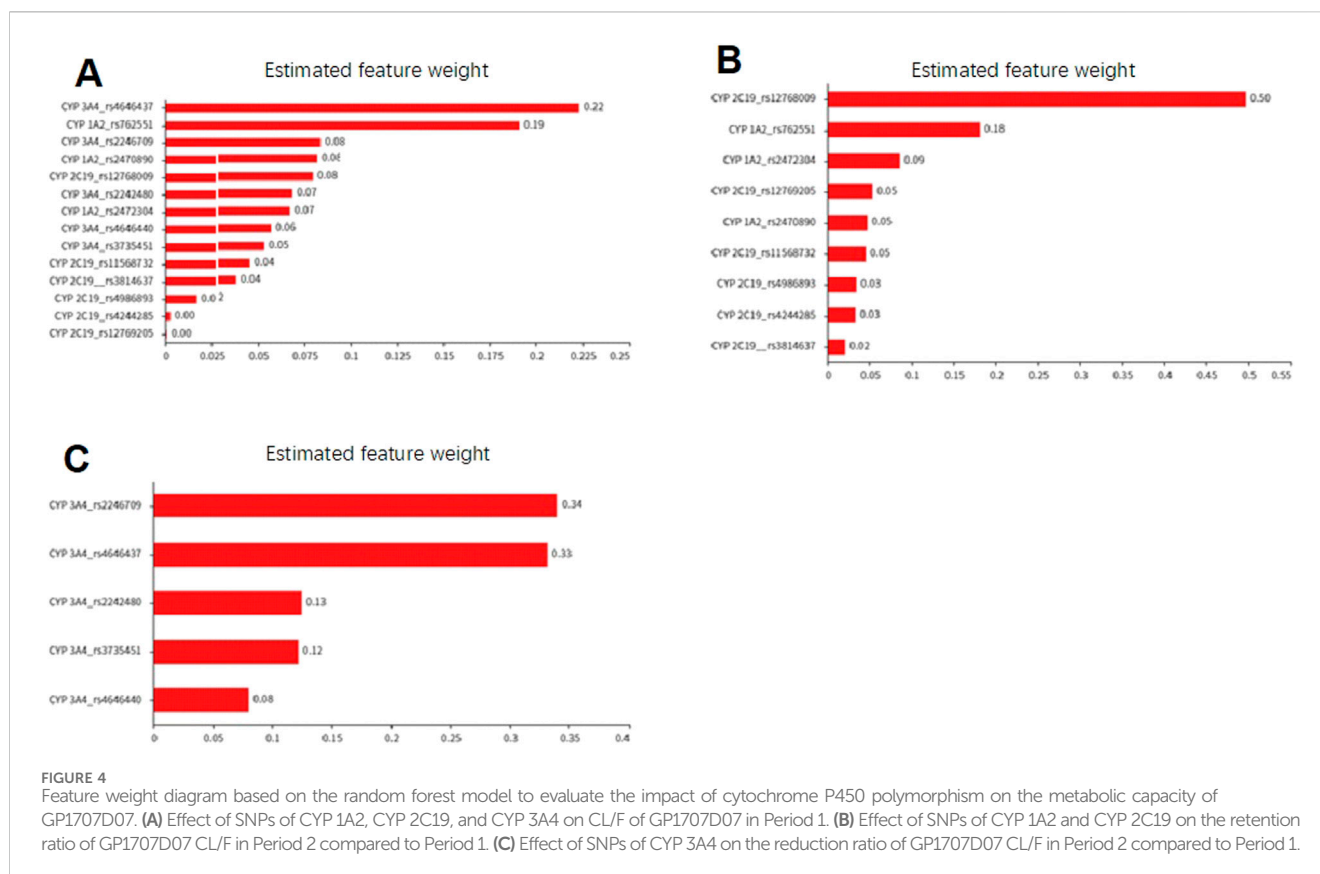 A
Estimated feature weight
CYP 3A4_rs4646437
0.22
CYP 1A2_rs762551
0.19
CYP 3A4_rs2246709
0.08
CYP 1A2_rs2470890
0.08
CYP 2C19_rs12768009
0.08
CYP 3A4_rs2242480
0.07
CYP 1A2_rs2472304
0.07
CYP 3A4_rs4646440
0.06
CYP 3A4_rs3735451
0.05
CYP 2C19_rs11568732
0.04
CYP 2C19__rs3814637
0.04
CYP 2C19_rs4986893
0.02
CYP 2C19_rs4244285
0.00
CYP 2C19_rs12769205
0.00
0 0.025 0.05 0.075 0.1 0.125 0.15 0.175 0.2 0.225 0.25
B
Estimated feature weight
CYP 2C19_rs12768009
0.50
CYP 1A2_rs762551
0.18
CYP 1A2_rs2472304
0.09
CYP 2C19_rs12769205
0.05
CYP 1A2_rs2470890
0.05
CYP 2C19_rs11568732
0.05
CYP 2C19_rs4986893
0.03
CYP 2C19_rs4244285
0.03
CYP 2C19__rs3814637
0.02
0 0.05 0.1 0.15 0.2 0.25 0.3 0.35 0.4 0.45 0.5 0.55
C
Estimated feature weight
CYP 3A4_rs2246709
0.34
CYP 3A4_rs4646437
0.33
CYP 3A4_rs2242480
0.13
CYP 3A4_rs3735451
0.12
CYP 3A4_rs4646440
0.08
0 0.05 0.1 0.15 0.2 0.25 0.3 0.35 0.4
FIGURE 4
Feature weight diagram based on the random forest model to evaluate the impact of cytochrome P450 polymorphism on the metabolic capacity of
GP1707D07. (A) Effect of SNPs of CYP 1A2, CYP 2C19, and CYP 3A4 on CL/F of GP1707D07 in Period 1. (B) Effect of SNPs of CYP 1A2 and CYP 2C19 on the retention
ratio of GP1707D07 CL/F in Period 2 compared to Period 1. (C) Effect of SNPs of CYP 3A4 on the reduction ratio of GP1707D07 CL/F in Period 2 compared to Period 1.